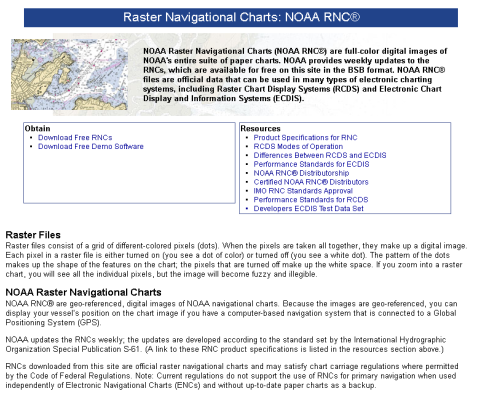 Raster Navigational Charts: NOAA RNC®
NOAA Raster Navigational Charts (NOAA RNC®) are full-color digital images of
NOAA's entire suite of paper charts. NOAA provides weekly updates to the
RNCs, which are available for free on this site in the BSB format. NOAA RNC®
files are official data that can be used in many types of electronic charting
systems, including Raster Chart Display Systems (RCDS) and Electronic Chart
Display and Information Systems (ECDIS).
Obtain
• Download Free RNCs
• Download Free Demo Software
Resources
• Product Specifications for RNC
• RCDS Modes of Operation
• Differences Between RCDS and ECDIS
• Performance Standards for ECDIS
• NOAA RNC® Distributorship
• Certified NOAA RNC® Distributors
• IMO RNC Standards Approval
• Performance Standards for RCDS
• Developers ECDIS Test Data Set
Raster Files
Raster files consist of a grid of different-colored pixels (dots). When the pixels are taken all together, they make up a digital image.
Each pixel in a raster file is either turned on (you see a dot of color) or turned off (you see a white dot). The pattern of the dots
makes up the shape of the features on the chart; the pixels that are turned off make up the white space. If you zoom into a raster
chart, you will see all the individual pixels, but the image will become fuzzy and illegible.
NOAA Raster Navigational Charts
NOAA RNC® are geo-referenced, digital images of NOAA navigational charts. Because the images are geo-referenced, you can
display your vessel's position on the chart image if you have a computer-based navigation system that is connected to a Global
Positioning System (GPS).
NOAA updates the RNCs weekly; the updates are developed according to the standard set by the International Hydrographic
Organization Special Publication S-61. (A link to these RNC product specifications is listed in the resources section above.)
RNCs downloaded from this site are official raster navigational charts and may satisfy chart carriage regulations where permitted
by the Code of Federal Regulations. Note: Current regulations do not support the use of RNCs for primary navigation when used
independently of Electronic Navigational Charts (ENCs) and without up-to-date paper charts as a backup.